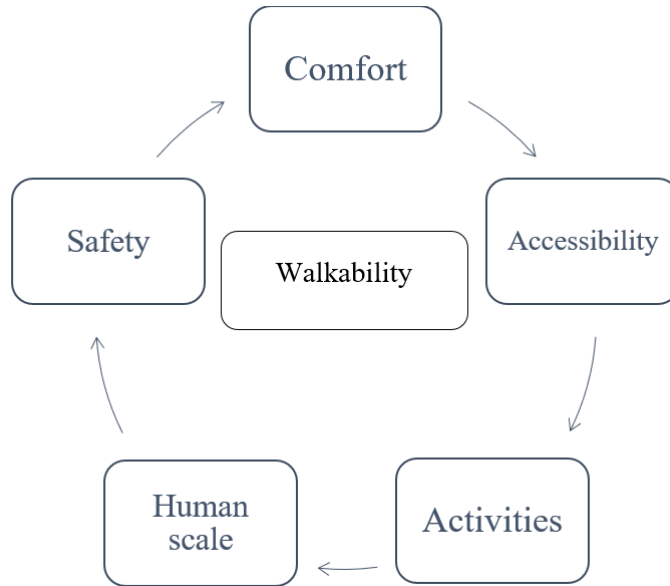 Comfort
Safety
Accessibility
Walkability
Human
scale
Activities